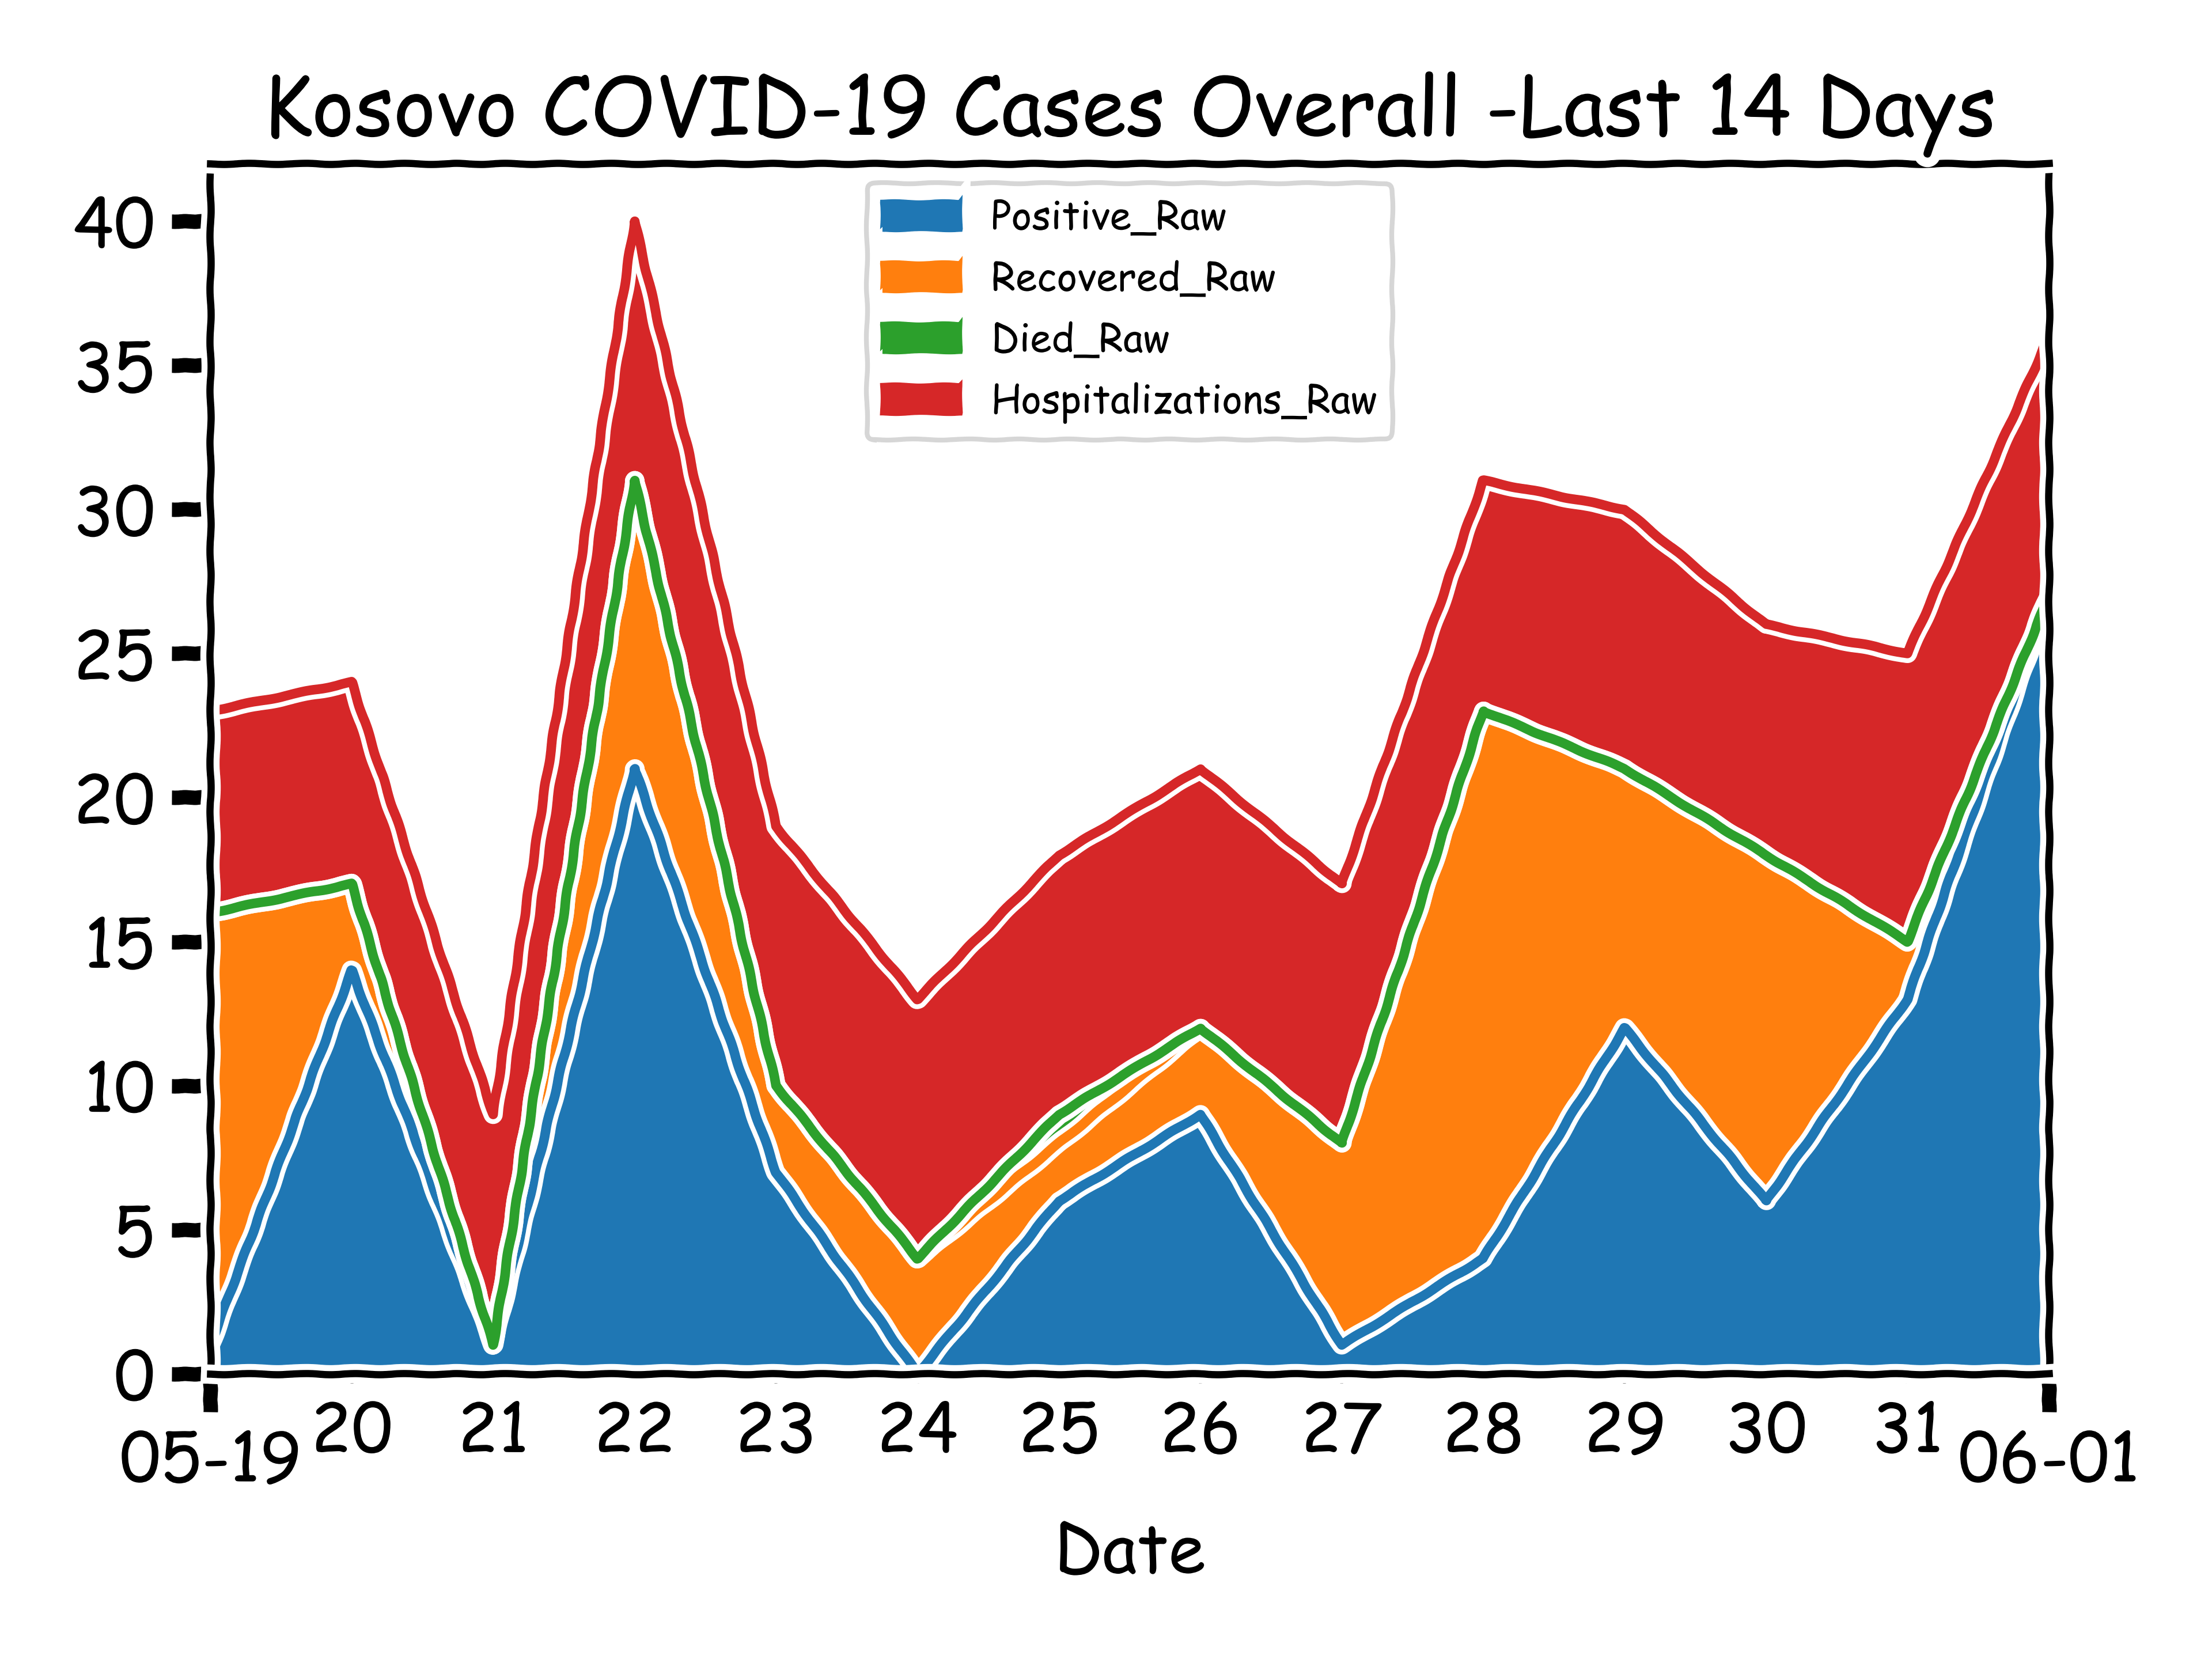 Kosovo COVID-19 Cases Overall -Last 14 Days
Positive_Raw
Recovered_Raw
Died_Raw
Hospitalizations_Raw
40
35
30
25
20
15
10
5
0
05-19 20 21 22 23 24 25 26 27 28 29 30 31 06-01
Date